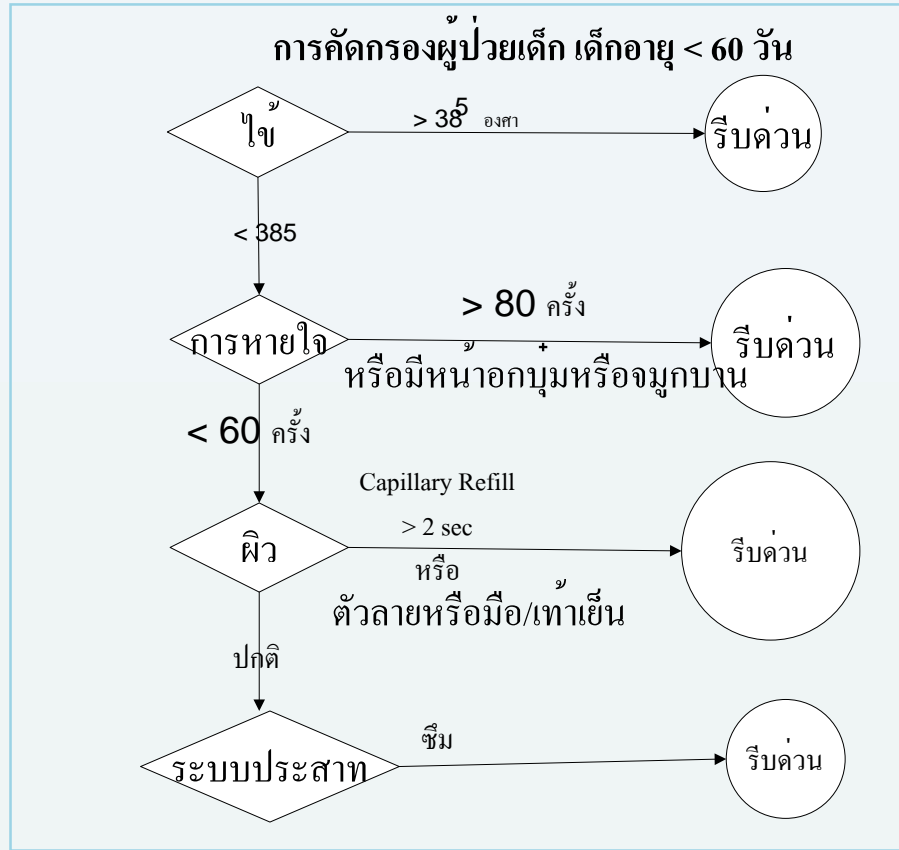 การคัดกรองผู้ป่วยเด็ก เด็กอายุ < 60 วัน
ไข้
> 38⁵ องศา
รีบด่วน
< 385
การหายใจ
> 80 ครั้ง
หรือมีหน้าอกบุ๋มหรือจมูกบาน
รีบด่วน
< 60 ครั้ง
ผิว
Capillary Refill
> 2 sec
หรือ
ตัวลายหรือมือ/เท้าเย็น
รีบด่วน
ปกติ
ระบบประสาท
ซึม
รีบด่วน